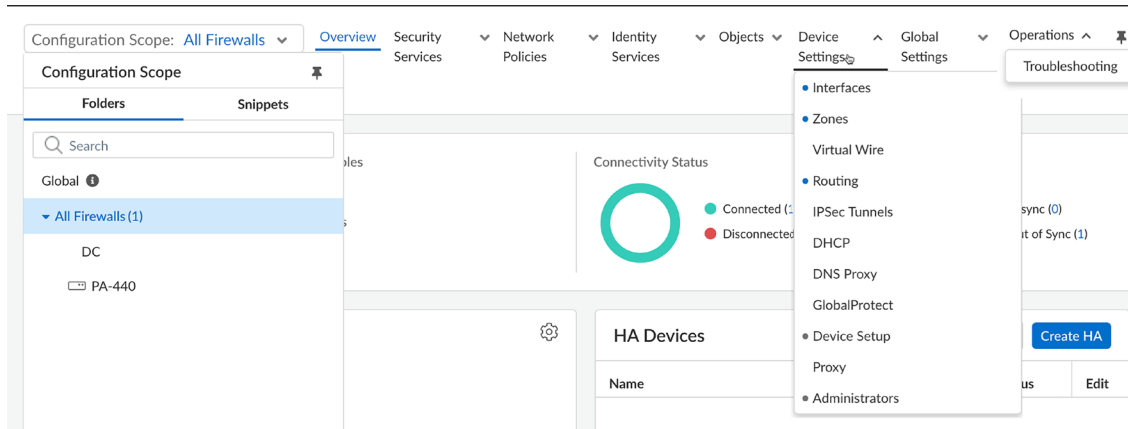 Configuration Scope: All Firewalls
Overview
Security Services
Network Policies
Identity Services
Objects
Device Settings
Global Settings
Operations
Troubleshooting
Configuration Scope
Folders
Snippets
Search
Global
All Firewalls (1)
DC
PA-440
Connectivity Status
Connected (1
Disconnected
sync (0)
t of Sync (1)
Interfaces
Zones
Virtual Wire
Routing
IPSec Tunnels
DHCP
DNS Proxy
GlobalProtect
Device Setup
Proxy
Administrators
HA Devices
Create HA
Name
us
Edit